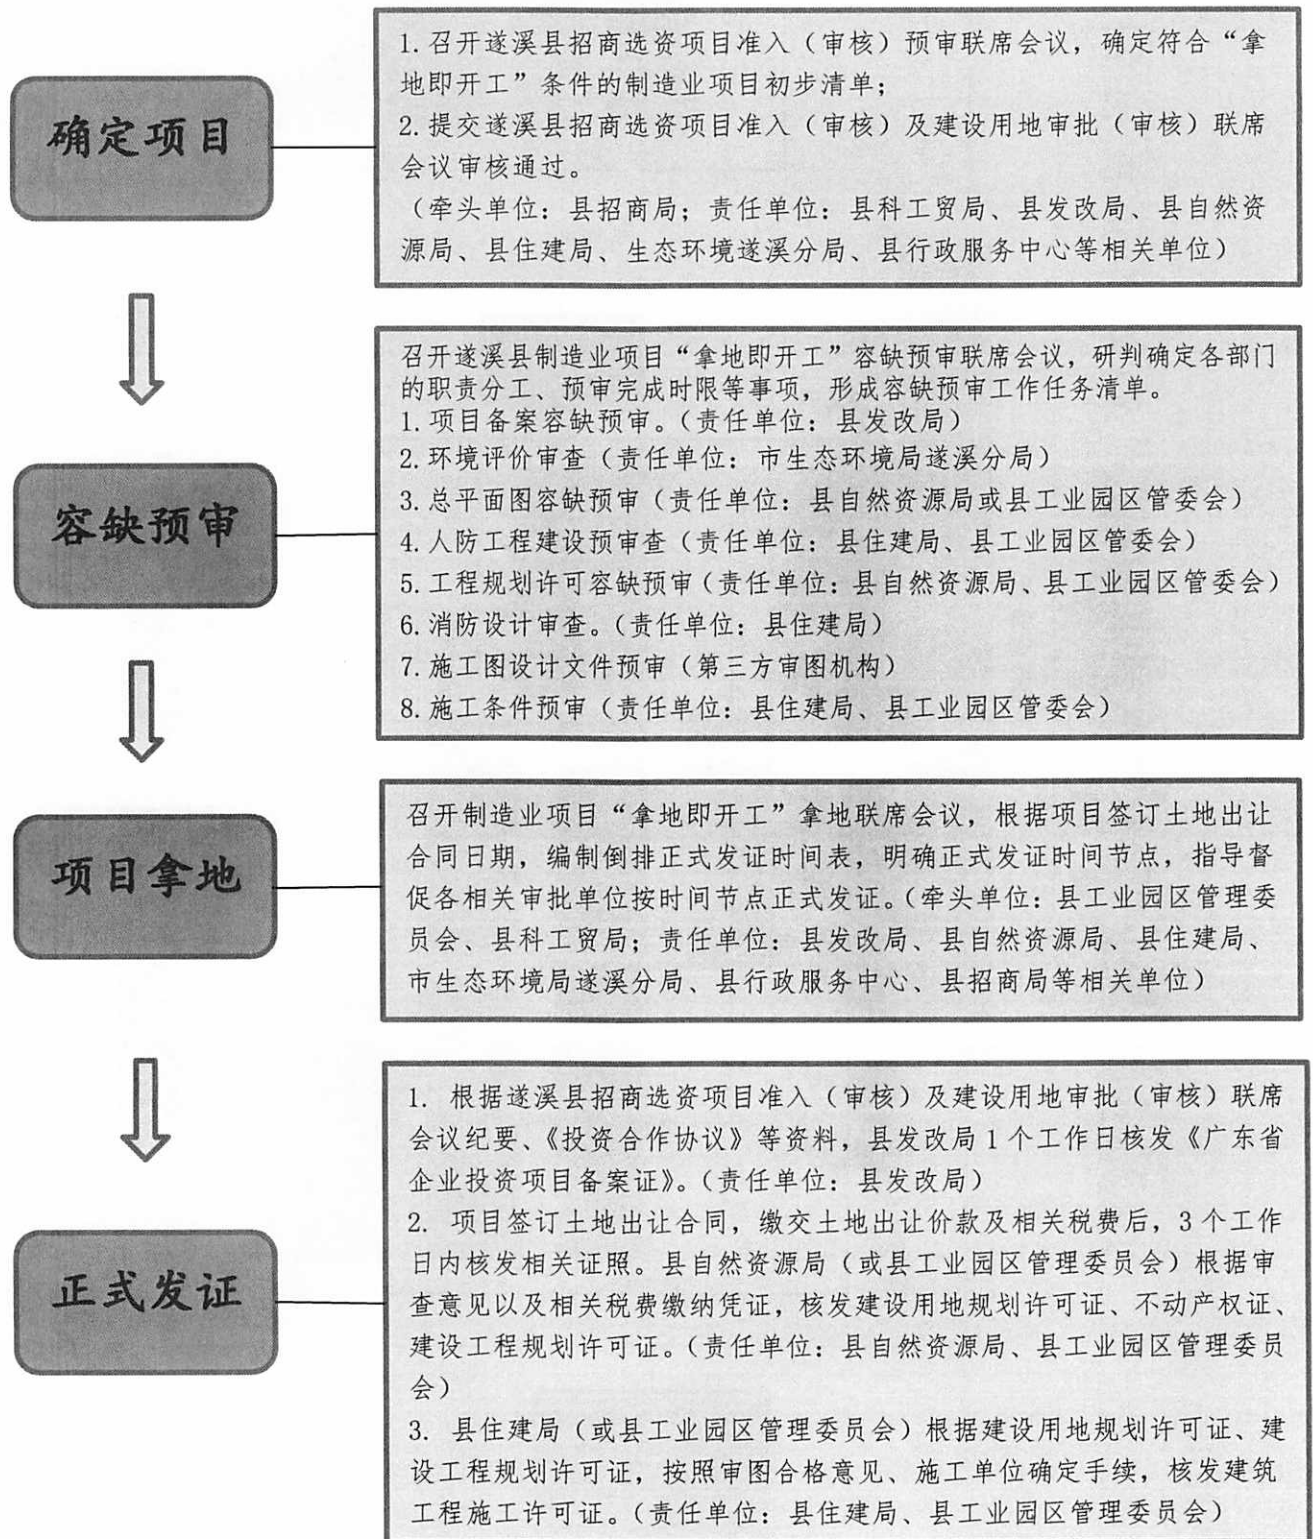 确定项目
1.召开遂溪县招商选资项目准入（审核）预审联席会议，确定符合“拿
地即开工”条件的制造业项目初步清单；
2.提交遂溪县招商选资项目准入（审核）及建设用地审批（审核）联席
会议审核通过。
（牵头单位：县招商局；责任单位：县科工贸局、县发改局、县自然资
源局、县住建局、生态环境遂溪分局、县行政服务中心等相关单位）
容缺预审
召开遂溪县制造业项目“拿地即开工”容缺预审联席会议，研判确定各部门
的职责分工、预审完成时限等事项，形成容缺预审工作任务清单。
1.项目备案容缺预审。（责任单位：县发改局）
2.环境评价审查（责任单位：市生态环境局遂溪分局）
3.总平面图容缺预审（责任单位：县自然资源局或县工业园区管委会）
4.人防工程建设预审查（责任单位：县住建局、县工业园区管委会）
5.工程规划许可容缺预审（责任单位：县自然资源局、县工业园区管委会）
6.消防设计审查。（责任单位：县住建局）
7.施工图设计文件预审（第三方审图机构）
8.施工条件预审（责任单位：县住建局、县工业园区管委会）
项目拿地
召开制造业项目“拿地即开工”拿地联席会议，根据项目签订土地出让
合同日期，编制倒排正式发证时间表，明确正式发证时间节点，指导督
促各相关审批单位按时间节点正式发证。（牵头单位：县工业园区管理委
员会、县科工贸局；责任单位：县发改局、县自然资源局、县住建局、
市生态环境局遂溪分局、县行政服务中心、县招商局等相关单位）
正式发证
1. 根据遂溪县招商选资项目准入（审核）及建设用地审批（审核）联席
会议纪要、《投资合作协议》等资料，县发改局1个工作日核发《广东省
企业投资项目备案证》。（责任单位：县发改局）
2. 项目签订土地出让合同，缴交土地出让价款及相关税费后，3个工作
日内核发相关证照。县自然资源局（或县工业园区管理委员会）根据审
查意见以及相关税费缴纳凭证，核发建设用地规划许可证、不动产权证、
建设工程规划许可证。（责任单位：县自然资源局、县工业园区管理委员
会）
3. 县住建局（或县工业园区管理委员会）根据建设用地规划许可证、建
设工程规划许可证，按照审图合格意见、施工单位确定手续，核发建筑
工程施工许可证。（责任单位：县住建局、县工业园区管理委员会）